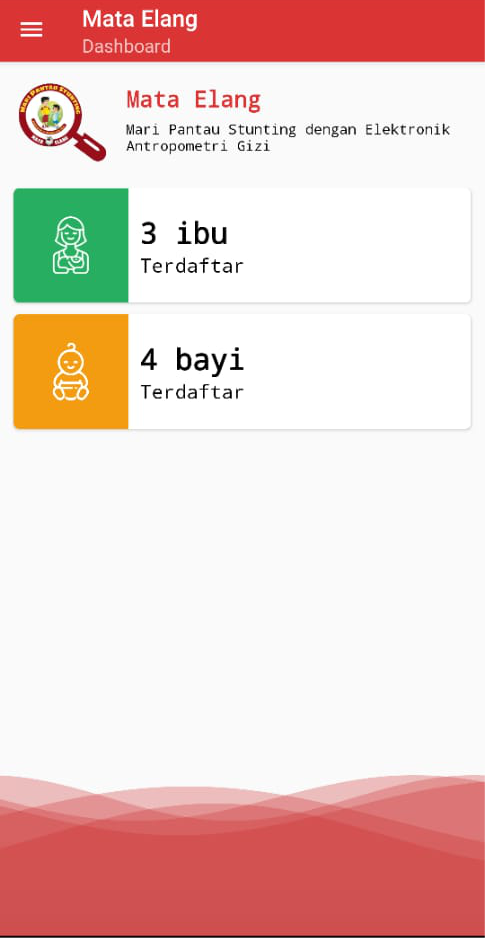 Mata Elang
Dashboard
MARI PANTAU STUNTING
MATA ELANG
Mata Elang
Mari Pantau Stunting dengan Elektronik
Antropometri Gizi
3 ibu
Terdaftar
4 bayi
Terdaftar